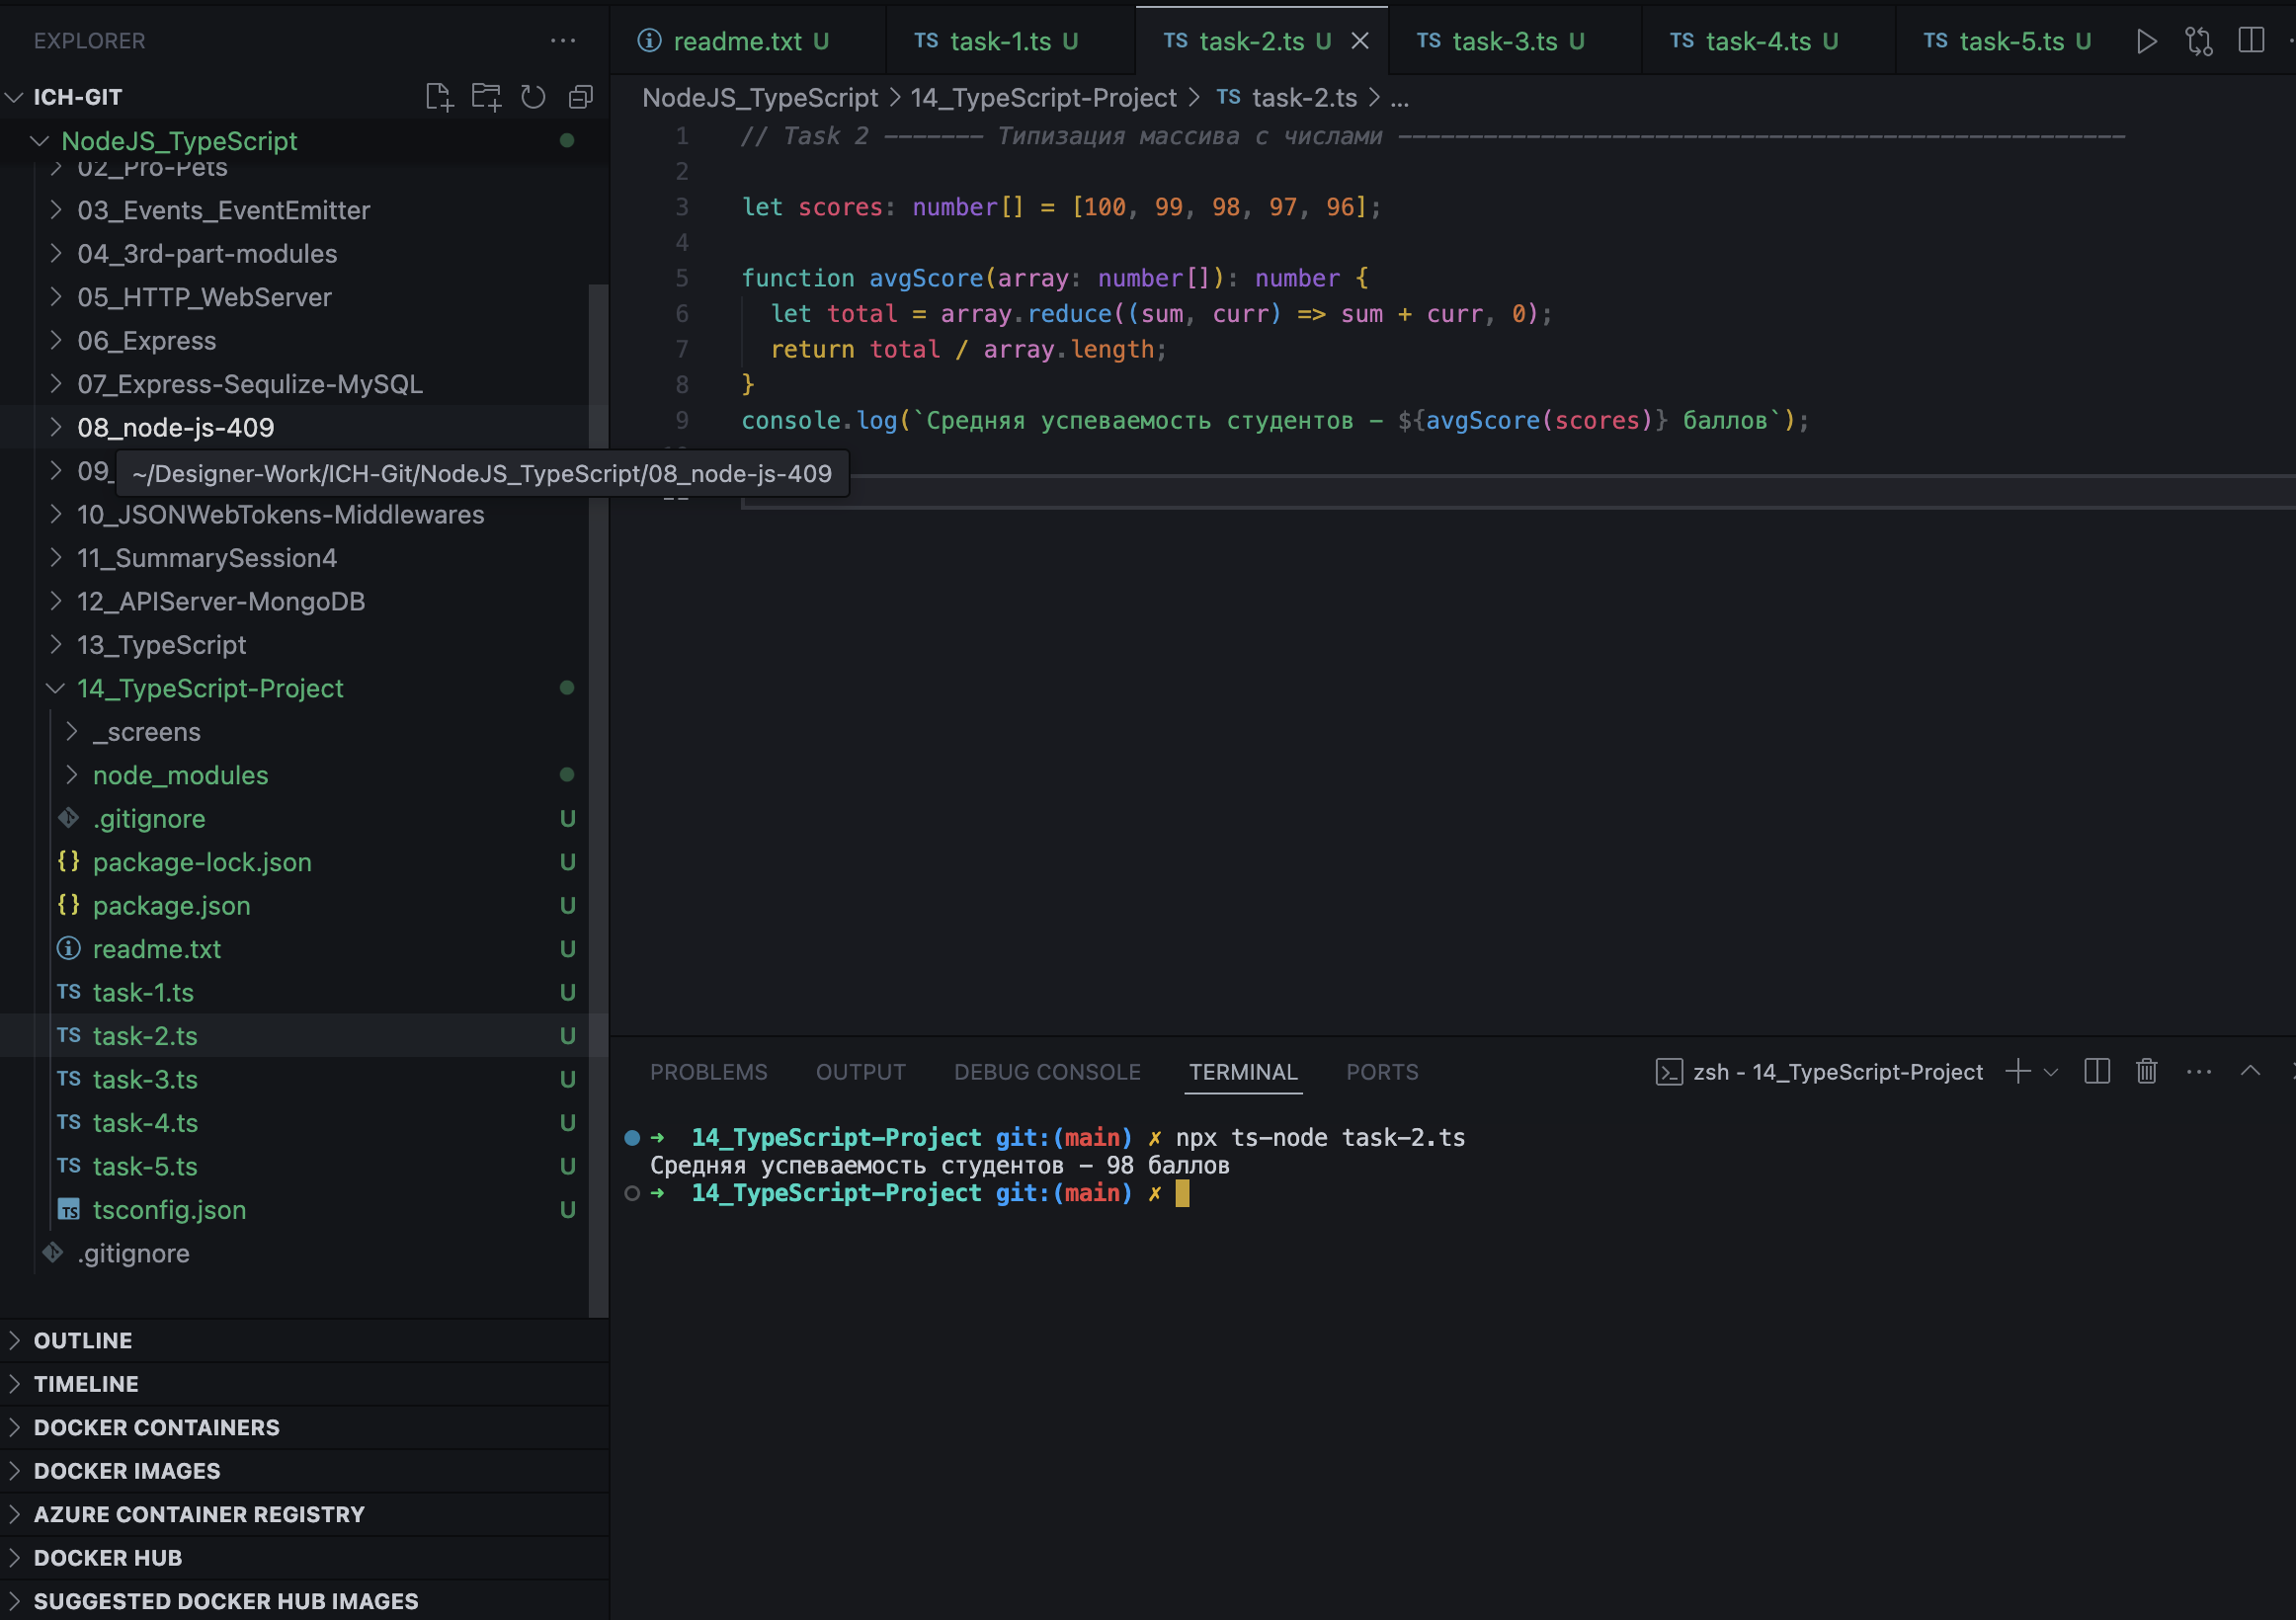 EXPLORER
ICH-GIT
NodeJS_TypeScript
02_Pro-Pets
03_Events_EventEmitter
04_3rd-part-modules
05_HTTP_WebServer
06_Express
07_Express-Sequlize-MySQL
08_node-js-409
09_
~/Designer-Work/ICH-Git/NodeJS_TypeScript/08_node-js-409
10_JSONWebTokens-Middlewares
11_SummarySession4
12_APIServer-MongoDB
13_TypeScript
14_TypeScript-Project
_screens
node_modules
.gitignore U
{} package-lock.json U
{} package.json U
readme.txt U
TS task-1.ts U
TS task-2.ts U
TS task-3.ts U
TS task-4.ts U
TS task-5.ts U
TS tsconfig.json U
.gitignore
OUTLINE
TIMELINE
DOCKER CONTAINERS
DOCKER IMAGES
AZURE CONTAINER REGISTRY
DOCKER HUB
SUGGESTED DOCKER HUB IMAGES
readme.txt U TS task-1.ts U TS task-2.ts U TS task-3.ts U TS task-4.ts U TS task-5.ts U
NodeJS_TypeScript > 14_TypeScript-Project > TS task-2.ts > ...
1 // Task 2 ------- Типизация массива с числами ---------------------------------------------------
2
3 let scores: number[] = [100, 99, 98, 97, 96];
4
5 function avgScore(array: number[]): number {
6 let total = array.reduce((sum, curr) => sum + curr, 0);
7 return total / array.length;
8 }
9 console.log(`Средняя успеваемость студентов – ${avgScore(scores)} баллов`);
PROBLEMS OUTPUT DEBUG CONSOLE TERMINAL PORTS
zsh - 14_TypeScript-Project
➜ 14_TypeScript-Project git:(main) ✗ npx ts-node task-2.ts
Средняя успеваемость студентов – 98 баллов
➜ 14_TypeScript-Project git:(main) ✗